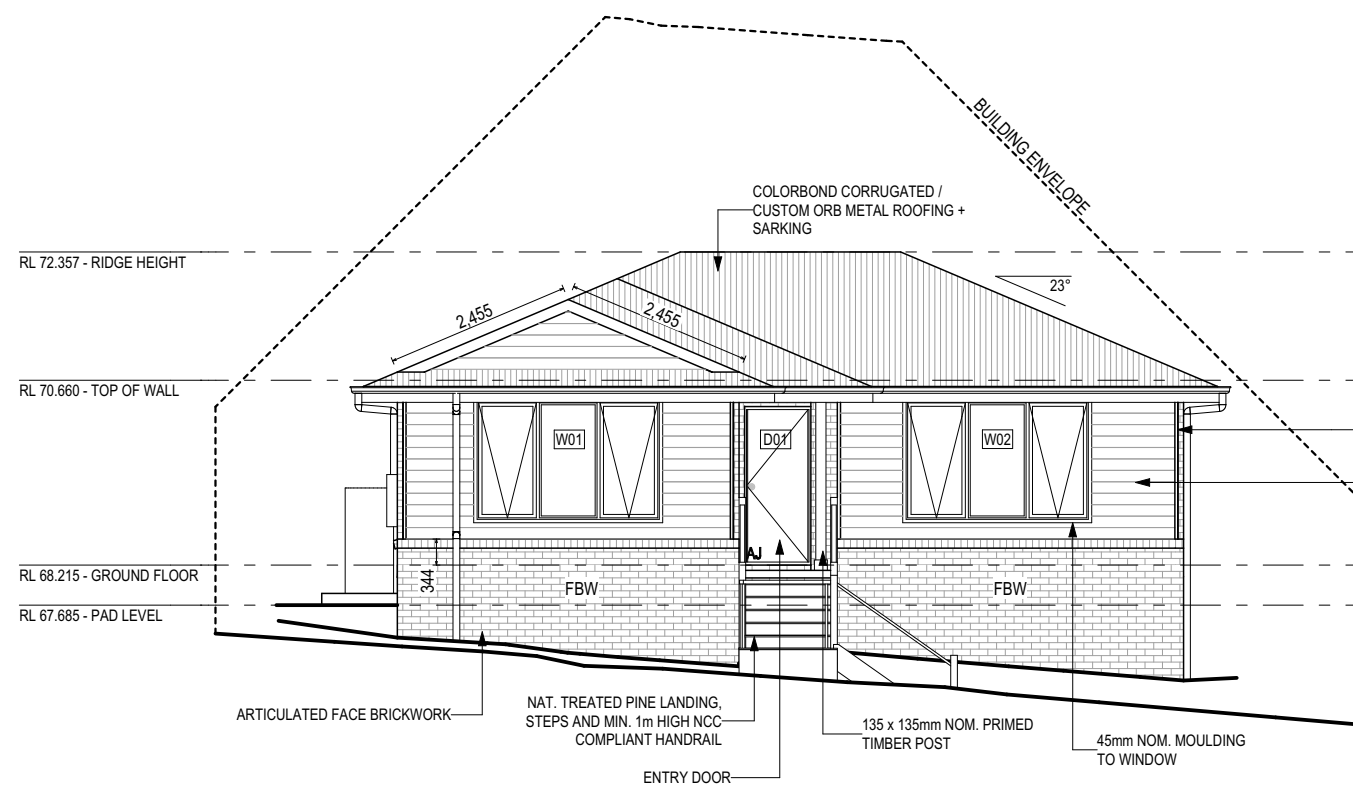 BUILDING ENVELOPE
COLORBOND CORRUGATED /
CUSTOM ORB METAL ROOFING +
SARKING
RL 72.357 - RIDGE HEIGHT
23°
2,455
2,455
RL 70.660 - TOP OF WALL
W01
D01
W02
AJ
RL 68.215 - GROUND FLOOR
344
FBW
FBW
RL 67.685 - PAD LEVEL
ARTICULATED FACE BRICKWORK
NAT. TREATED PINE LANDING,
STEPS AND MIN. 1m HIGH NCC
COMPLIANT HANDRAIL
135 x 135mm NOM. PRIMED
TIMBER POST
45mm NOM. MOULDING
TO WINDOW
ENTRY DOOR